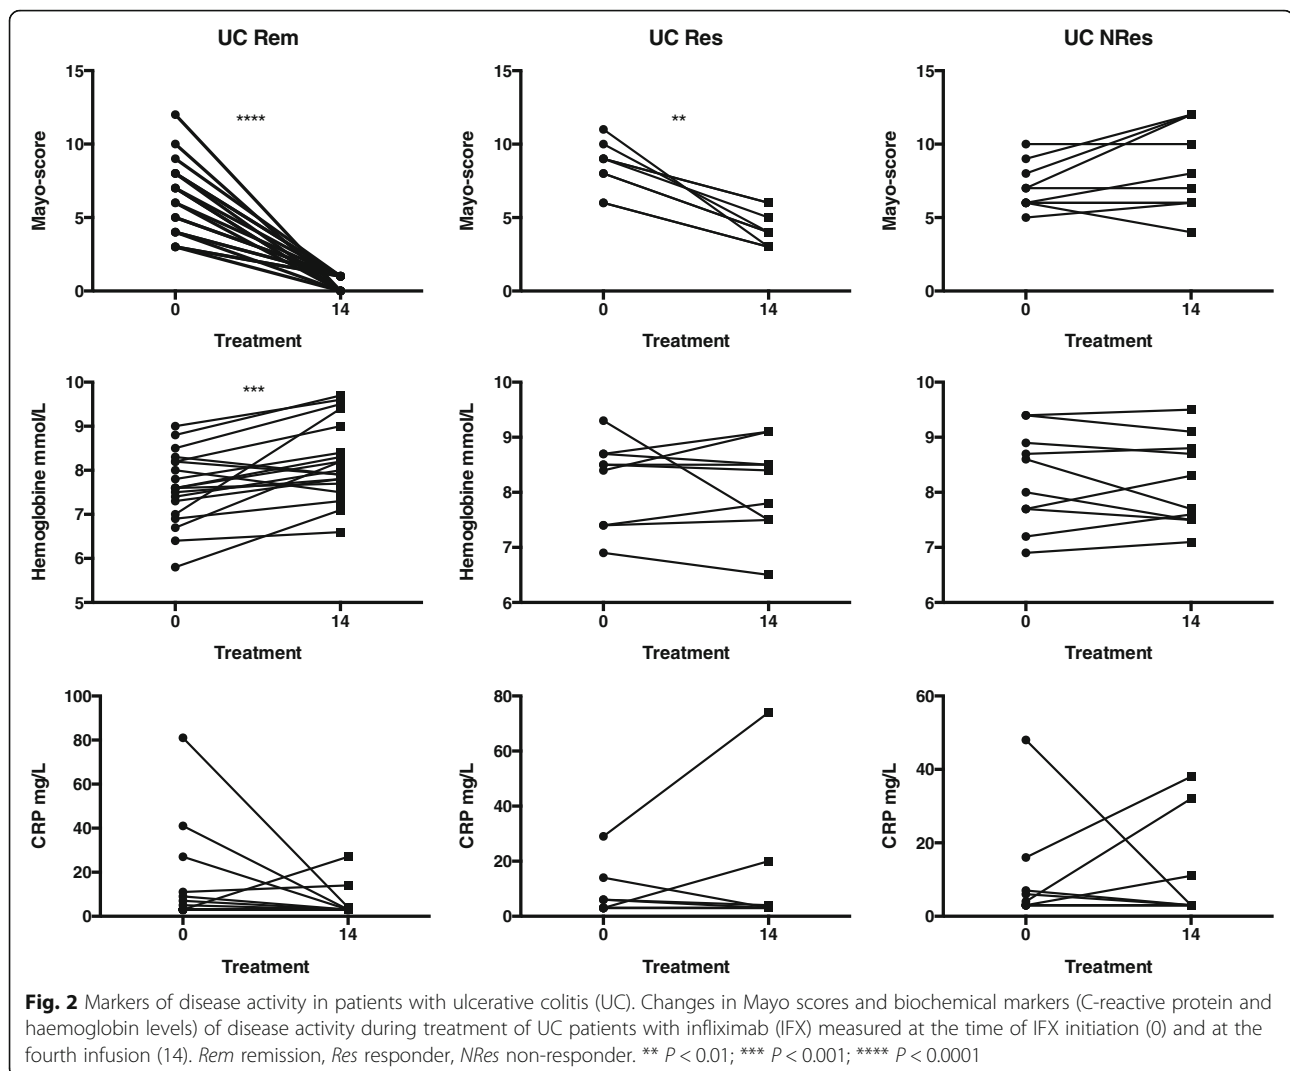 UC Rem
UC Res
UC NRes
15
10
5
0
Mayo-score
****
0 14
Treatment
15
10
5
0
Mayo-score
**
0 14
Treatment
15
10
5
0
Mayo-score
0 14
Treatment
10
9
8
7
6
5
Hemoglobine mmol/L
***
0 14
Treatment
10
9
8
7
6
Hemoglobine mmol/L
0 14
Treatment
10
9
8
7
6
Hemoglobine mmol/L
0 14
Treatment
100
80
60
40
20
0
CRP mg/L
0 14
Treatment
80
60
40
20
0
CRP mg/L
0 14
Treatment
60
40
20
0
CRP mg/L
0 14
Treatment
Fig. 2 Markers of disease activity in patients with ulcerative colitis (UC). Changes in Mayo scores and biochemical markers (C-reactive protein and
haemoglobin levels) of disease activity during treatment of UC patients with infliximab (IFX) measured at the time of IFX initiation (0) and at the
fourth infusion (14). Rem remission, Res responder, NRes non-responder. ** P < 0.01; *** P < 0.001; **** P < 0.0001